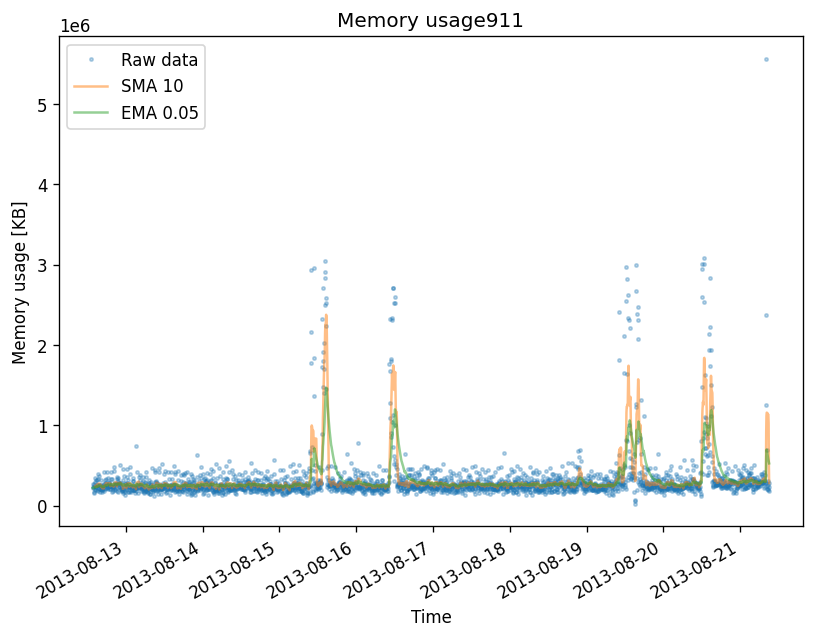 Memory usage911
1e6
Raw data
SMA 10
EMA 0.05
5
4
3
2
1
0
Memory usage [KB]
2013-08-13
2013-08-14
2013-08-15
2013-08-16
2013-08-17
2013-08-18
2013-08-19
2013-08-20
2013-08-21
Time